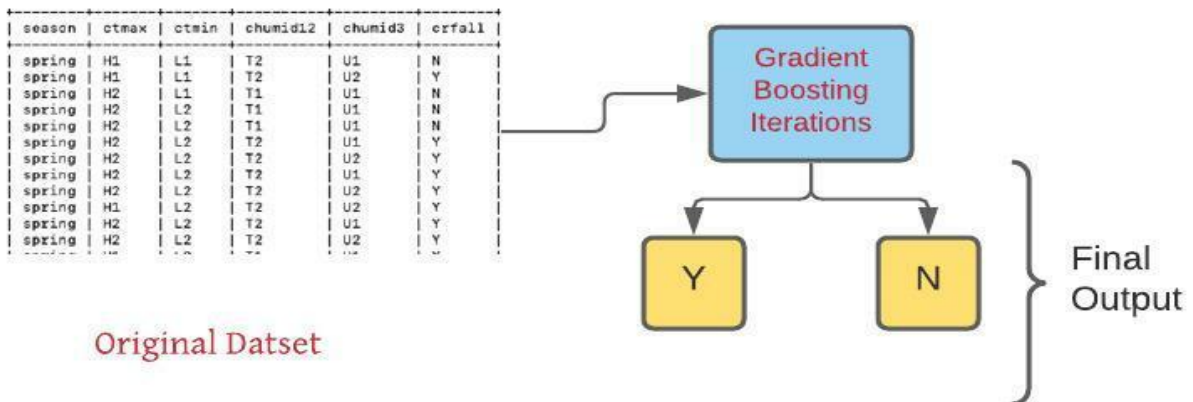 | season | ctmax | ctmin | chumid12 | chumid3 | crfall |
| spring | H1 | L1 | T2 | U1 | N |
| spring | H1 | L1 | T2 | U2 | Y |
| spring | H2 | L1 | T1 | U1 | N |
| spring | H2 | L2 | T1 | U1 | N |
| spring | H2 | L2 | T1 | U1 | N |
| spring | H2 | L2 | T2 | U1 | Y |
| spring | H2 | L2 | T2 | U2 | Y |
| spring | H2 | L2 | T2 | U1 | Y |
| spring | H2 | L2 | T2 | U2 | Y |
| spring | H1 | L2 | T2 | U2 | Y |
| spring | H2 | L2 | T2 | U1 | Y |
| spring | H2 | L2 | T2 | U2 | Y |
Gradient
Boosting
Iterations
Y
N
Final
Output
Original Datset